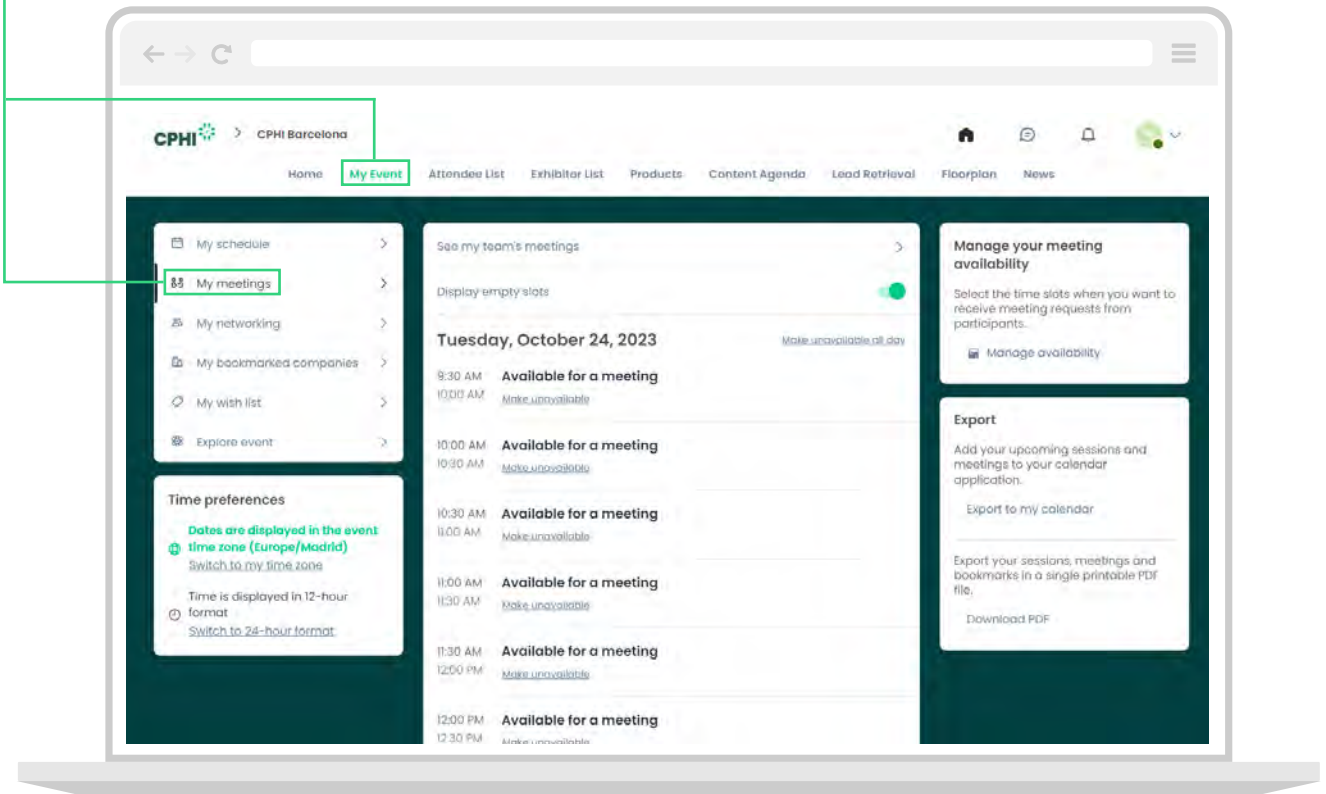 CPHI
CPHI Barcelona
Home My Event Attendee List Exhibitor List Products Content Agenda Lead Retrieval Floorplan News
My schedule
My meetings
My networking
My bookmarked companies
My wish list
Explore event
Time preferences
Dates are displayed in the event
time zone (Europe/Madrid)
Switch to my time zone
Time is displayed in 12-hour
format
Switch to 24-hour format
See my team's meetings
Display empty slots
Tuesday, October 24, 2023 Make unavailable all day
9:30 AM Available for a meeting
10:00 AM Make unavailable
10:00 AM Available for a meeting
10:30 AM Make unavailable
10:30 AM Available for a meeting
11:00 AM Make unavailable
11:00 AM Available for a meeting
11:30 AM Make unavailable
11:30 AM Available for a meeting
12:00 PM Make unavailable
12:00 PM Available for a meeting
12:30 PM Make unavailable
Manage your meeting
availability
Select the time slots when you want to
receive meeting requests from
participants.
Manage availability
Export
Add your upcoming sessions and
meetings to your calendar
application.
Export to my calendar
Export your sessions, meetings and
bookmarks in a single printable PDF
file.
Download PDF